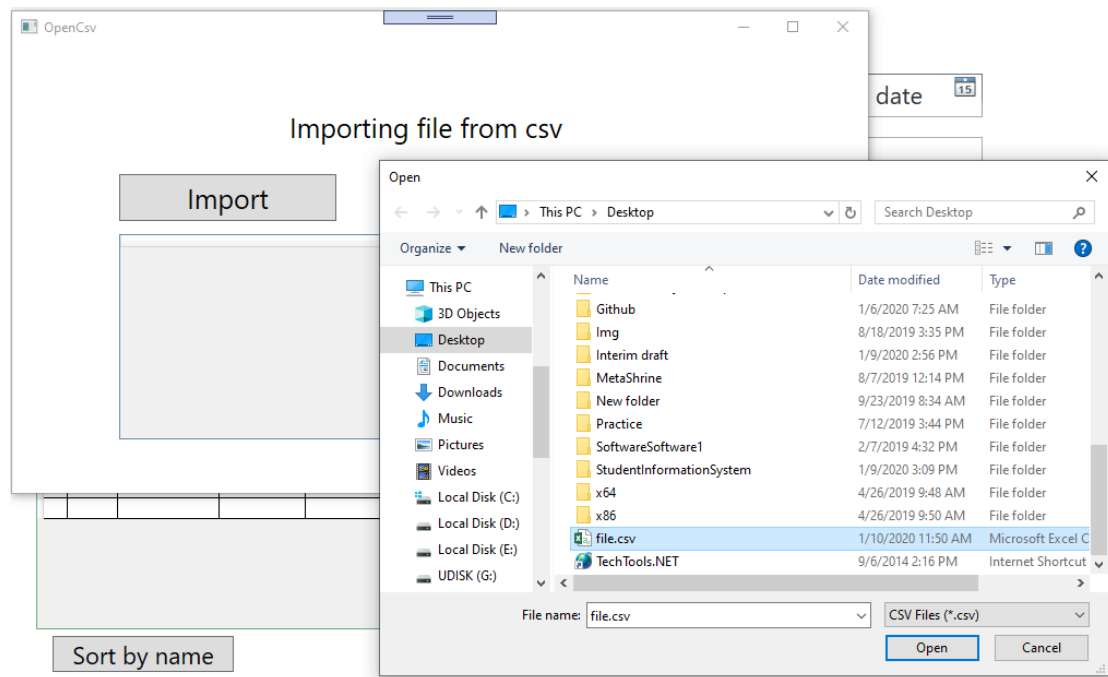 OpenCsv
15
date
Importing file from csv
Import
Open
This PC > Desktop
Search Desktop
Organize
New folder
?
Name Date modified Type
This PC
3D Objects
Desktop
Documents
Downloads
Music
Pictures
Videos
Local Disk (C:)
Local Disk (D:)
Local Disk (E:)
UDISK (G:)
Github 1/6/2020 7:25 AM File folder
Img 8/18/2019 3:35 PM File folder
Interim draft 1/9/2020 2:56 PM File folder
MetaShrine 8/7/2019 12:14 PM File folder
New folder 9/23/2019 8:34 AM File folder
Practice 7/12/2019 3:44 PM File folder
SoftwareSoftware1 2/7/2019 4:32 PM File folder
StudentInformationSystem 1/9/2020 3:09 PM File folder
x64 4/26/2019 9:48 AM File folder
x86 4/26/2019 9:50 AM File folder
file.csv 1/10/2020 11:50 AM Microsoft Excel C
TechTools.NET 9/6/2014 2:16 PM Internet Shortcut
File name: file.csv CSV Files (*.csv)
Open Cancel
Sort by name